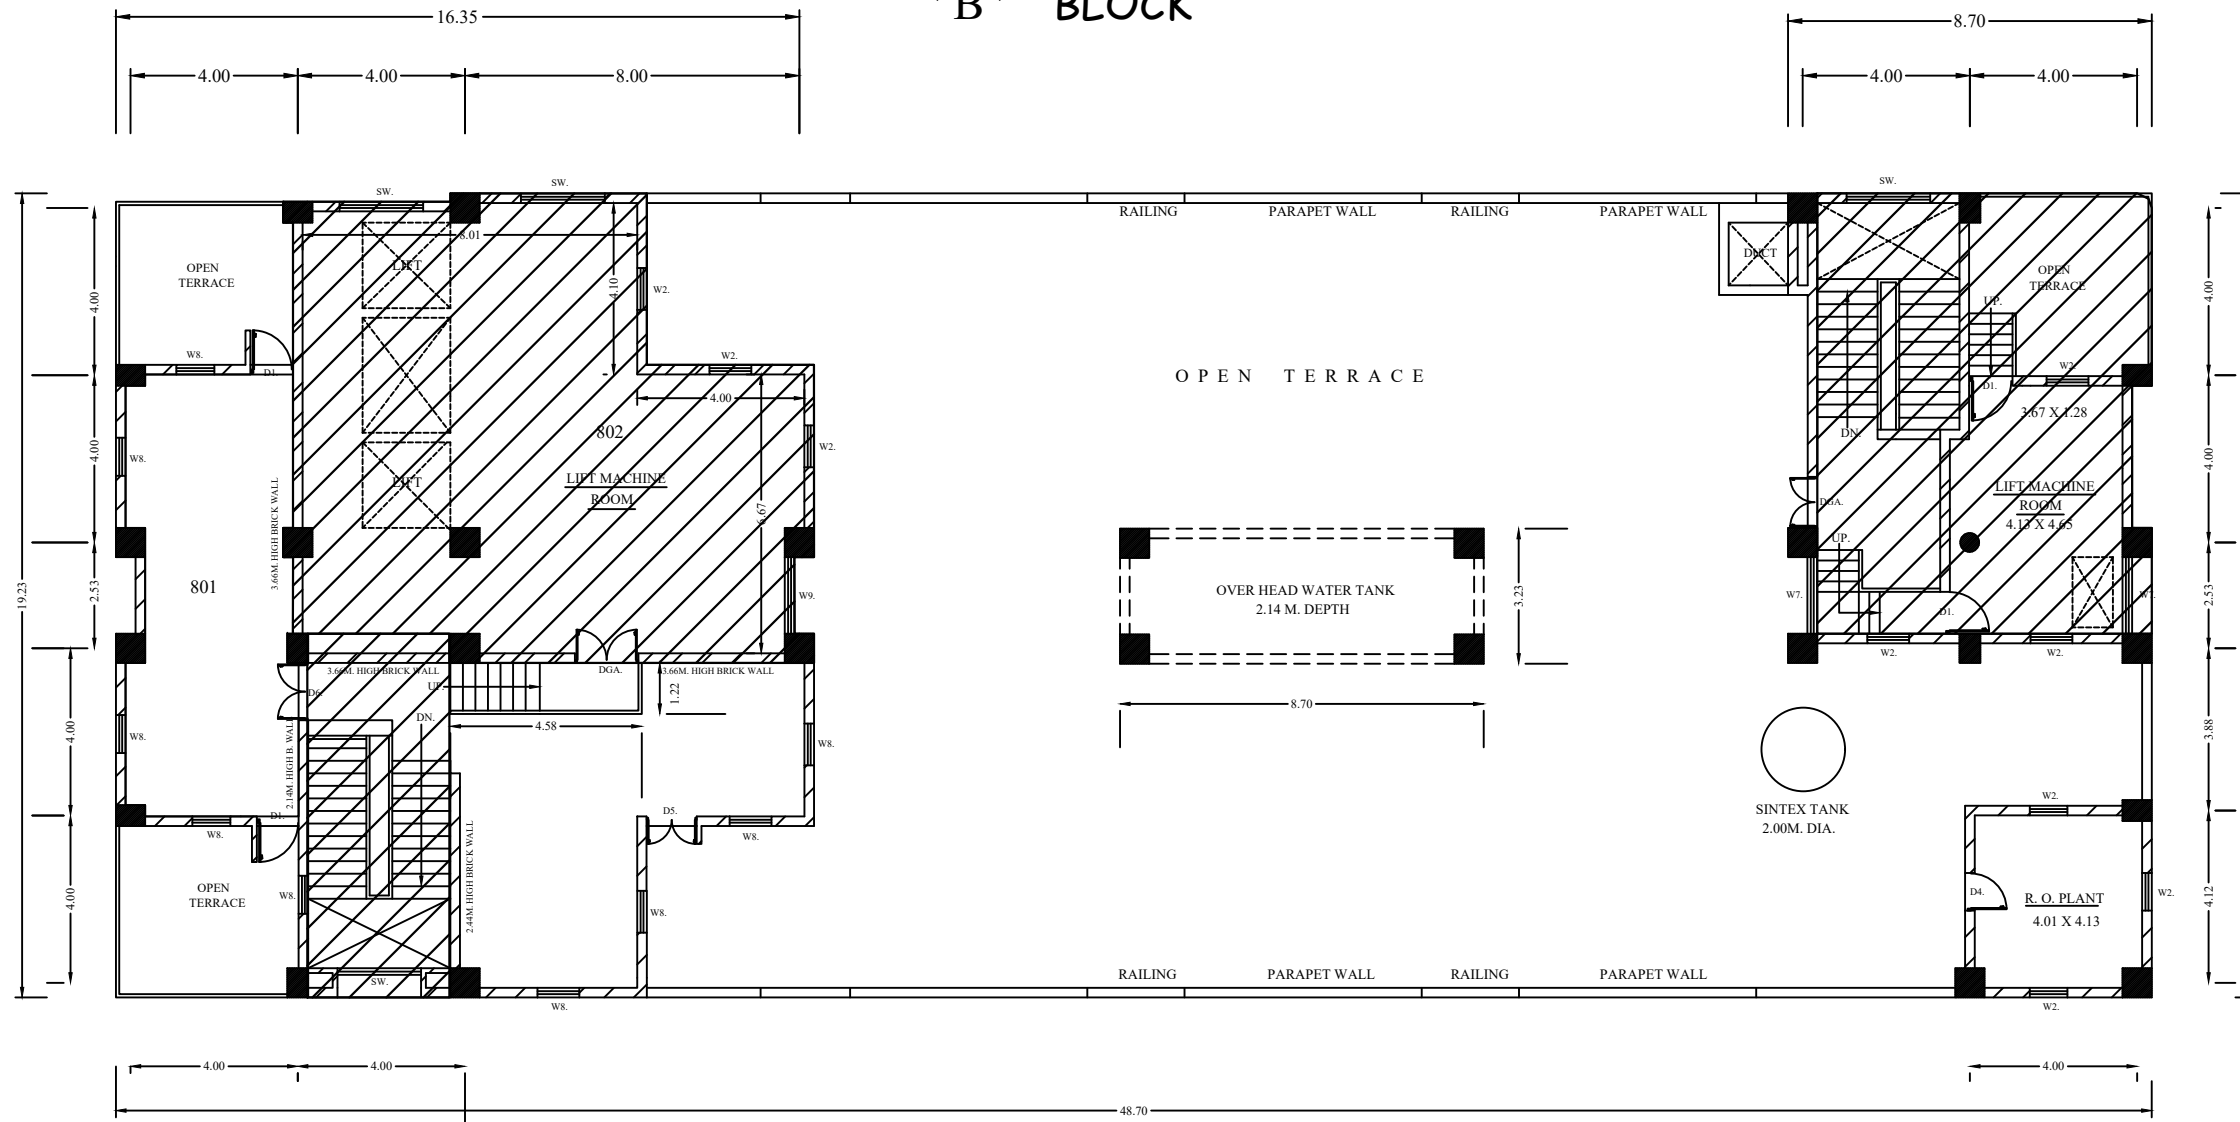 "B" BLOCK
16.35
8.70
4.00
4.00
8.00
4.00
4.00
SW.
SW.
SW.
RAILING
PARAPET WALL
RAILING
PARAPET WALL
8.01
LIFT
OPEN
TERRACE
4.10
W2.
DUCT
OPEN
TERRACE
UP.
4.00
4.00
W8.
D1.
W2.
W2.
D1.
OPEN TERRACE
4.00
3.67 X 1.28
802
DN.
W2.
W8.
4.00
4.00
LIFT
LIFT MACHINE
ROOM
6.67
LIFT MACHINE
ROOM
4.13 X 4.65
DGA.
UP.
3.66M. HIGH BRICK WALL
801
19.23
2.53
W9.
OVER HEAD WATER TANK
2.14 M. DEPTH
3.23
W7.
D1.
W7.
2.53
3.66M. HIGH BRICK WALL
DGA.
3.66M. HIGH BRICK WALL
W2.
W2.
UP.
D6.
1.22
8.70
DN.
4.58
4.00
W8.
W8.
3.88
2.14M. HIGH B. WALL
D1.
D5.
W8.
W8.
SINTEX TANK
2.00M. DIA.
W2.
2.44M. HIGH BRICK WALL
OPEN
TERRACE
W8.
4.00
W8.
D4.
R. O. PLANT
4.01 X 4.13
W2.
4.12
SW.
RAILING
PARAPET WALL
RAILING
PARAPET WALL
W8.
W2.
4.00
4.00
4.00
48.70